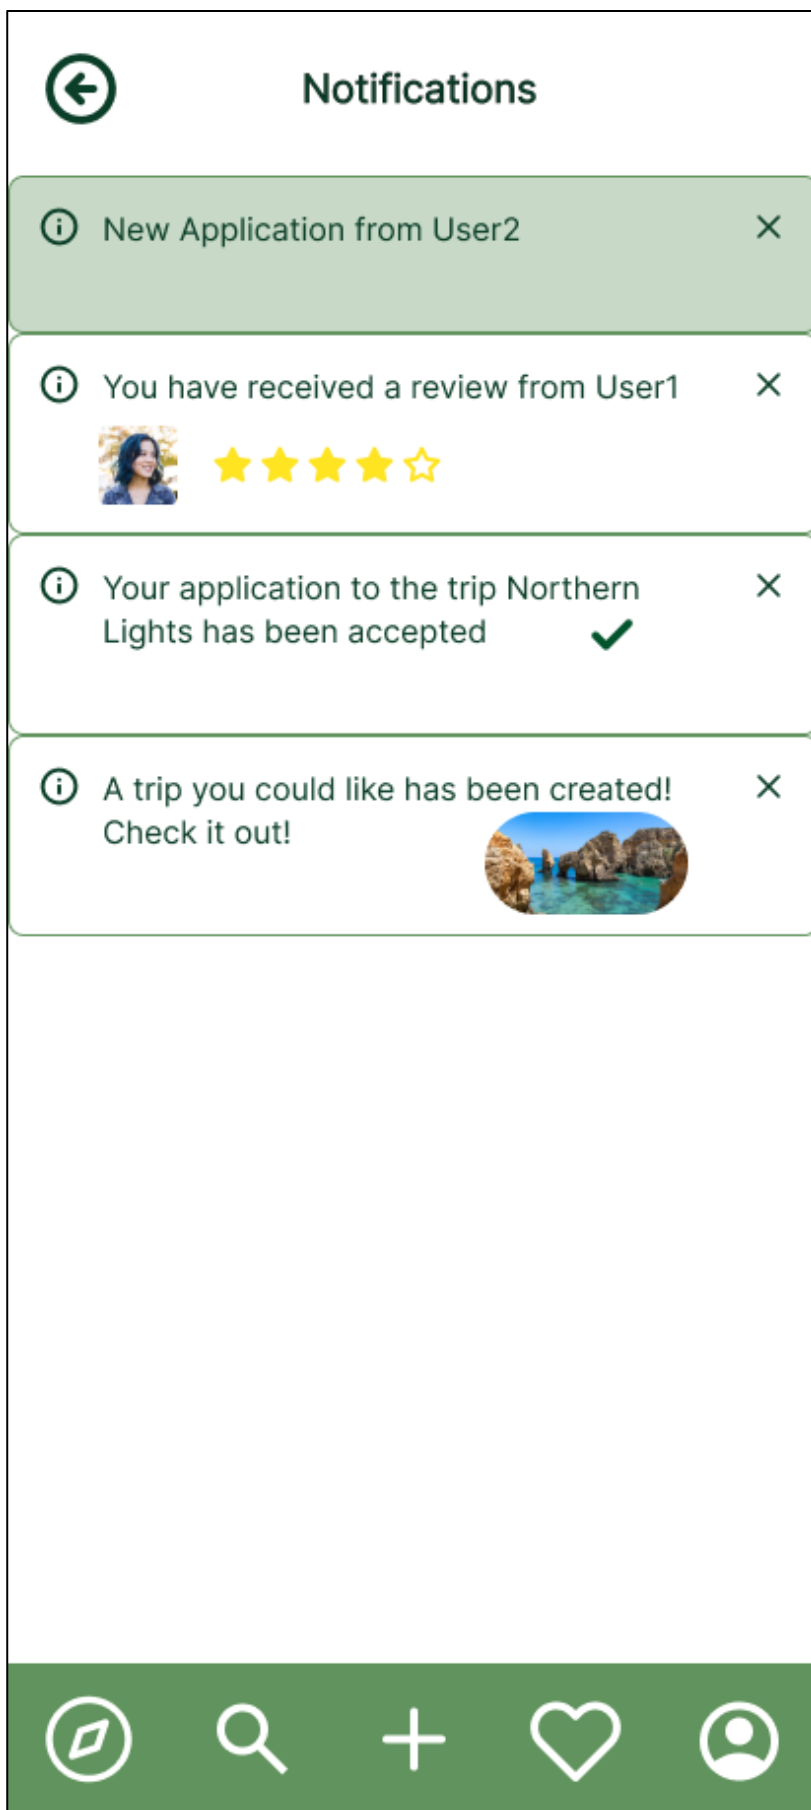 Notifications
New Application from User2
You have received a review from User1
Your application to the trip Northern
Lights has been accepted
A trip you could like has been created!
Check it out!